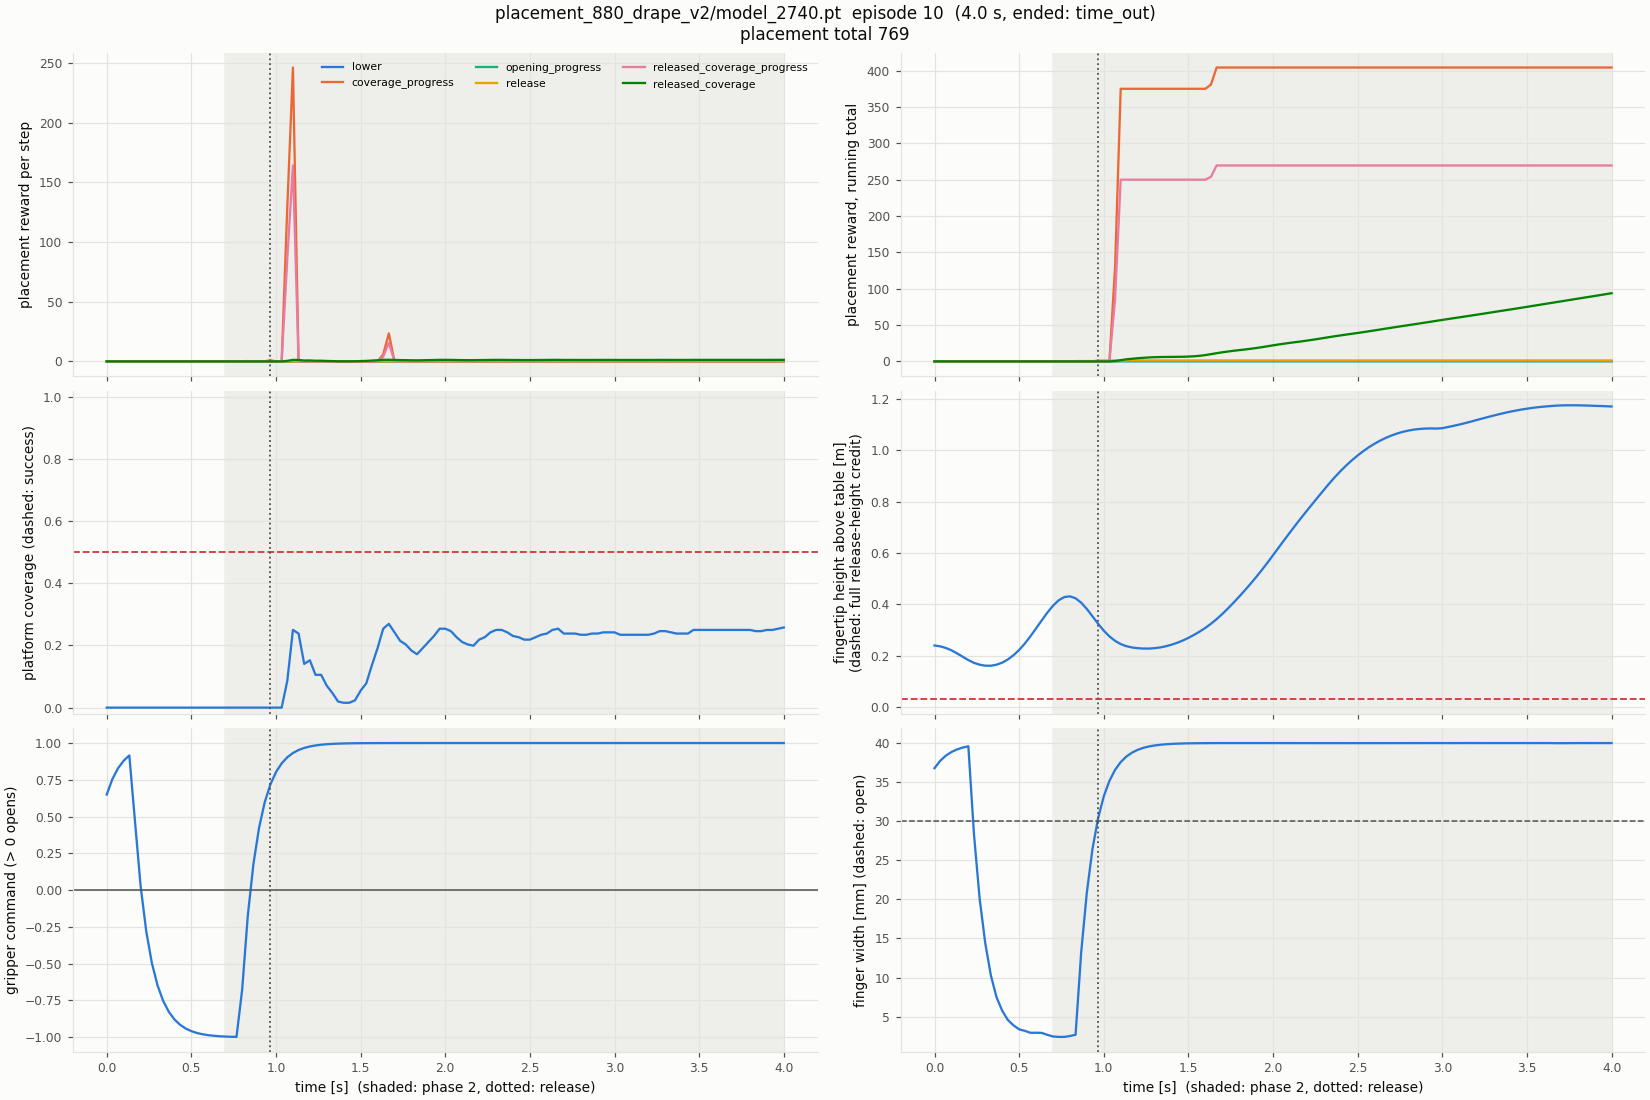 placement_880_drape_v2/model_2740.pt  episode 10  (4.0 s, ended: time_out)
placement total 769
placement reward per step
250
200
150
100
50
0
lower
coverage_progress
opening_progress
release
released_coverage_progress
released_coverage
placement reward, running total
400
350
300
250
200
150
100
50
0
platform coverage (dashed: success)
1.0
0.8
0.6
0.4
0.2
0.0
fingertip height above table [m]
(dashed: full release-height credit)
1.2
1.0
0.8
0.6
0.4
0.2
0.0
gripper command (> 0 opens)
1.00
0.75
0.50
0.25
0.00
−0.25
−0.50
−0.75
−1.00
0.0 0.5 1.0 1.5 2.0 2.5 3.0 3.5 4.0
time [s]  (shaded: phase 2, dotted: release)
finger width [mm] (dashed: open)
40
35
30
25
20
15
10
5
0.0 0.5 1.0 1.5 2.0 2.5 3.0 3.5 4.0
time [s]  (shaded: phase 2, dotted: release)